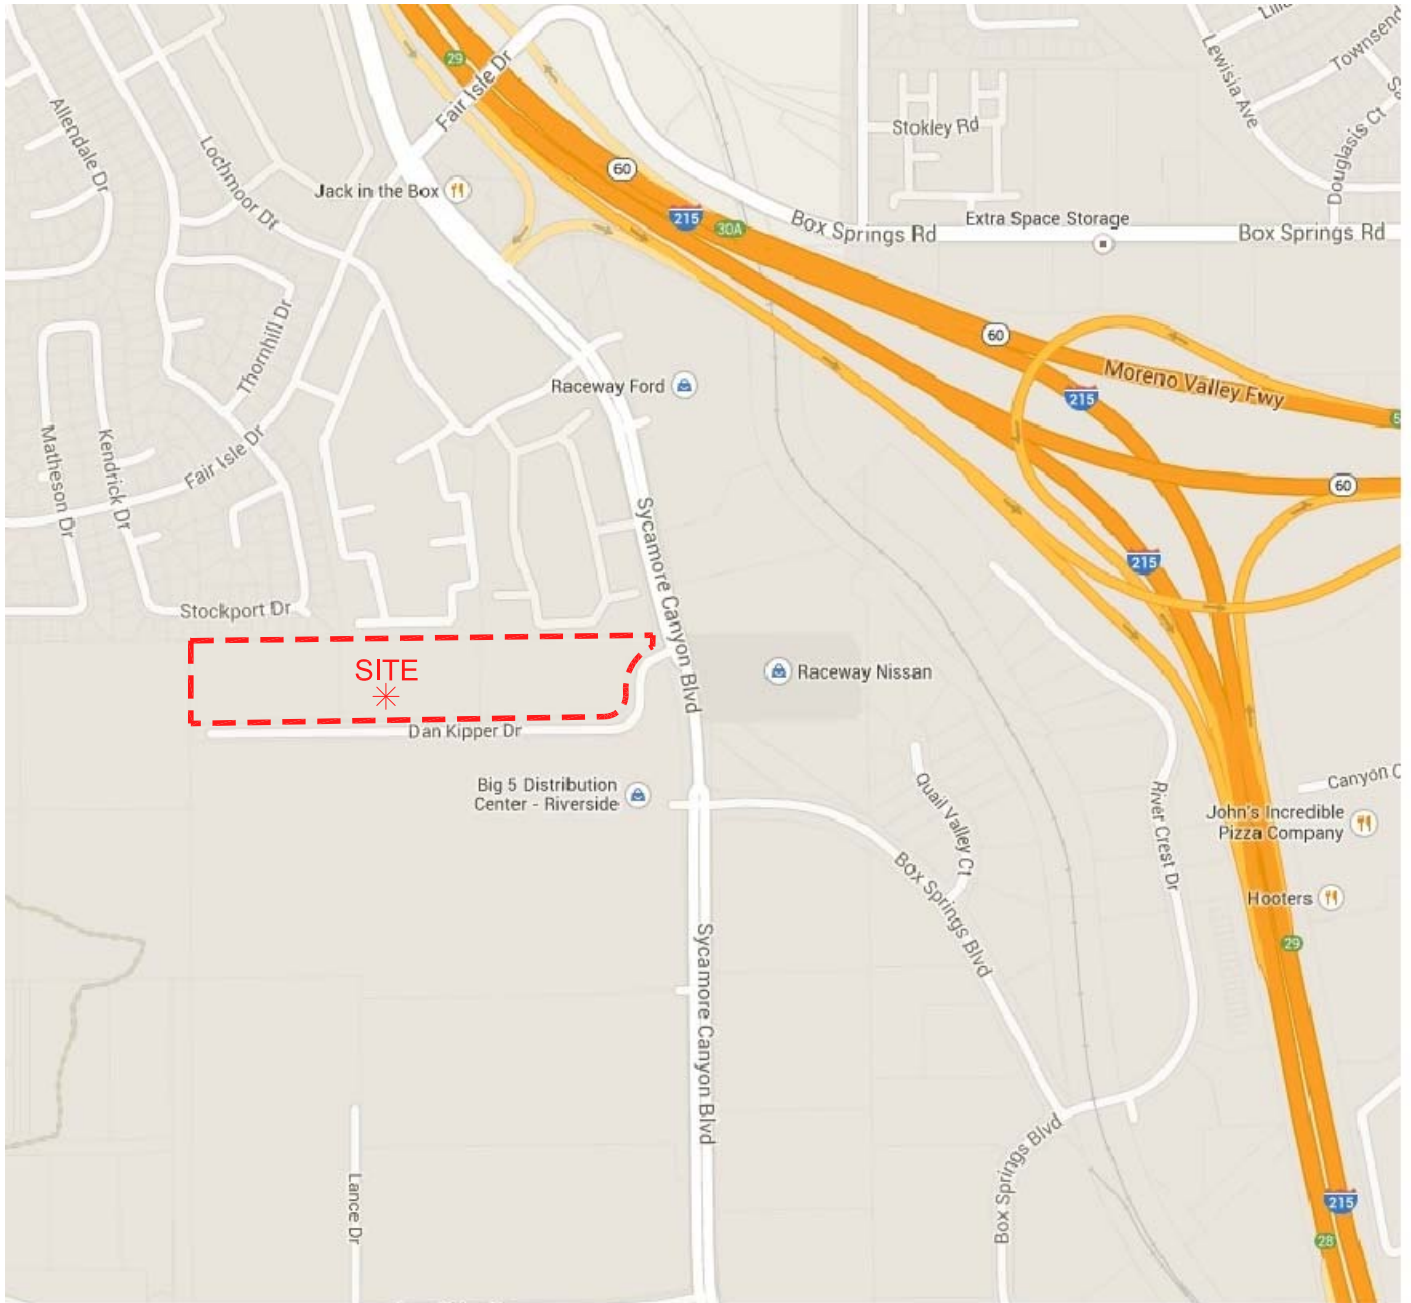 Lewisia Ave
Townsend
29
Fair Isle Dr
Allendale Dr
Lochmoor Dr
Stokley Rd
Douglasis Ct
60
Jack in the Box
215
30A
Box Springs Rd
Extra Space Storage
Box Springs Rd
Thornhill Dr
60
Moreno Valley Fwy
215
Raceway Ford
Matheson Dr
Kendrick Dr
Fair Isle Dr
60
Sycamore Canyon Blvd
215
Stockport Dr
SITE
Raceway Nissan
Dan Kipper Dr
Big 5 Distribution
Center - Riverside
Quail Valley Ct
River Crest Dr
Canyon C
John's Incredible
Pizza Company
Box Springs Blvd
Hooters
29
Sycamore Canyon Blvd
Lance Dr
Box Springs Blvd
215
28